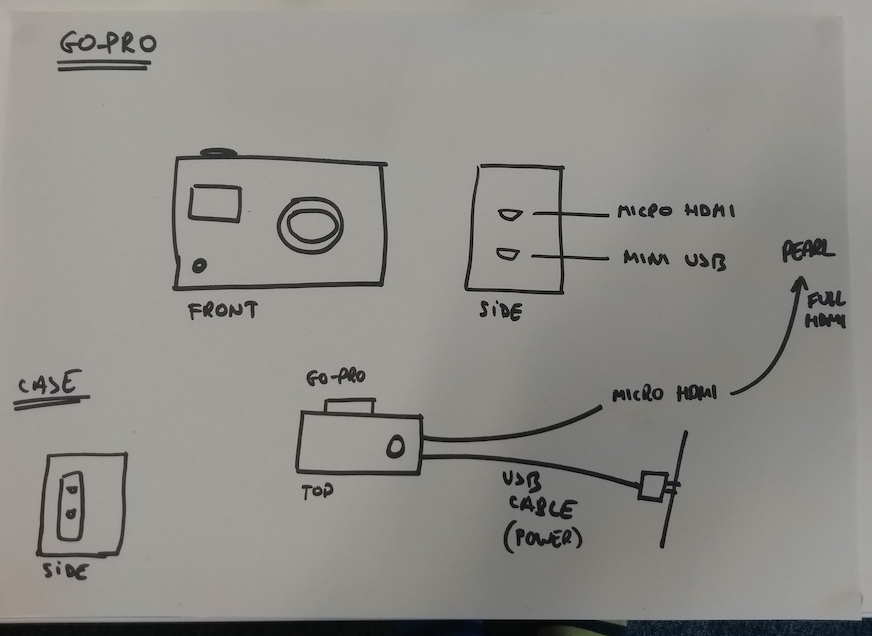 GO-PRO
MICRO HDMI
MINI USB
FRONT
SIDE
PEARL
FULL
HDMI
CASE
GO-PRO
MICRO HDMI
TOP
USB
CABLE
(POWER)
SIDE